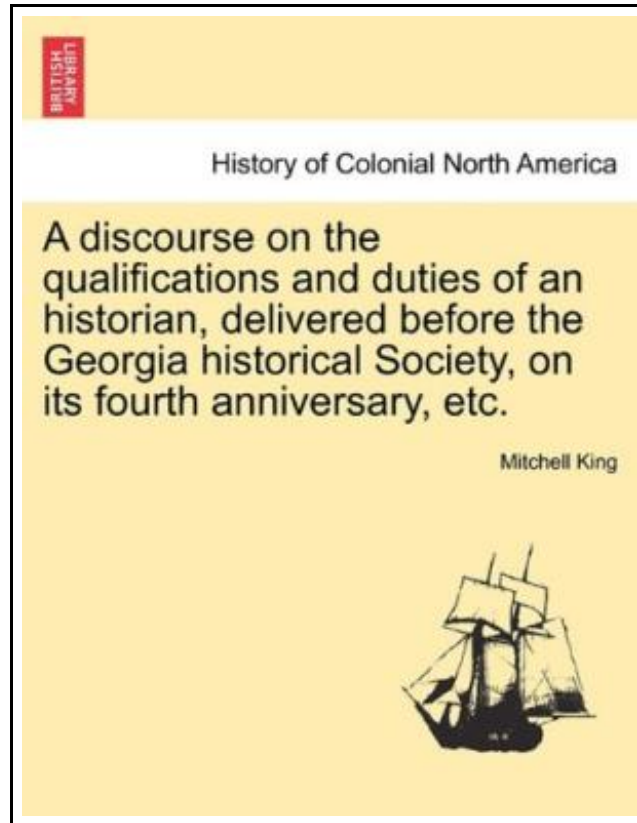 BRITISH
LIBRARY
History of Colonial North America
A discourse on the
qualifications and duties of an
historian, delivered before the
Georgia historical Society, on
its fourth anniversary, etc.
Mitchell King